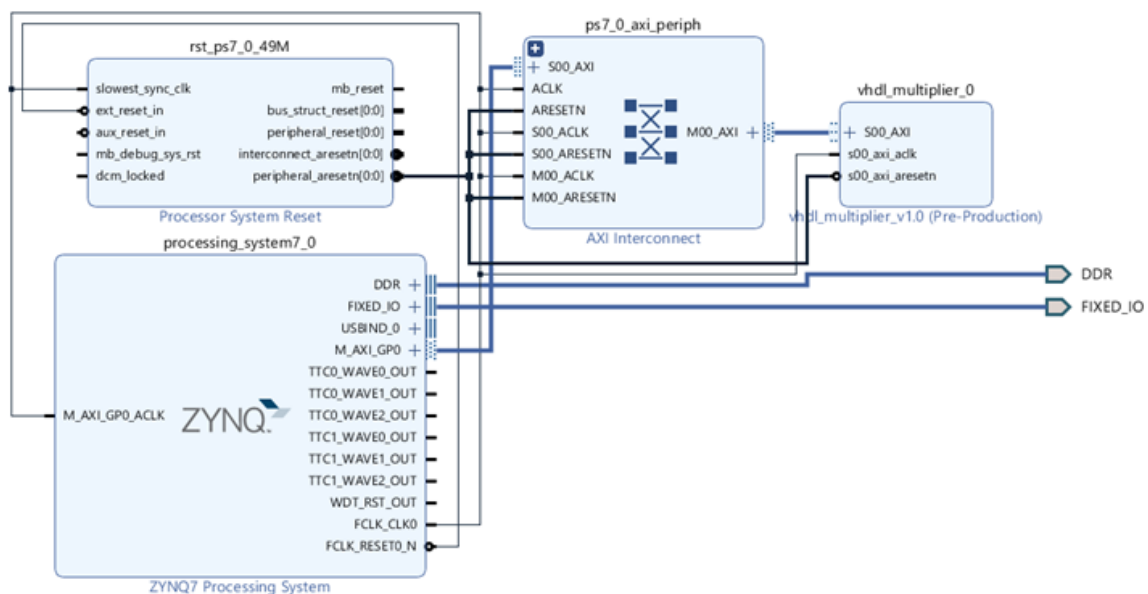 rst_ps7_0_49M
slowest_sync_clk
ext_reset_in
aux_reset_in
mb_debug_sys_rst
dcm_locked
mb_reset
bus_struct_reset[0:0]
peripheral_reset[0:0]
interconnect_aresetn[0:0]
peripheral_aresetn[0:0]
Processor System Reset
ps7_0_axi_periph
S00_AXI
ACLK
ARESETN
S00_ACLK
S00_ARESETN
M00_ACLK
M00_ARESETN
M00_AXI
AXI Interconnect
vhdl_multiplier_0
S00_AXI
s00_axi_aclk
s00_axi_aresetn
vhdl_multiplier_v1.0 (Pre-Production)
processing_system7_0
M_AXI_GP0_ACLK
ZYNQ
DDR
FIXED_IO
USBIND_0
M_AXI_GP0
TTC0_WAVE0_OUT
TTC0_WAVE1_OUT
TTC0_WAVE2_OUT
TTC1_WAVE0_OUT
TTC1_WAVE1_OUT
TTC1_WAVE2_OUT
WDT_RST_OUT
FCLK_CLK0
FCLK_RESET0_N
ZYNQ7 Processing System
DDR
FIXED_IO